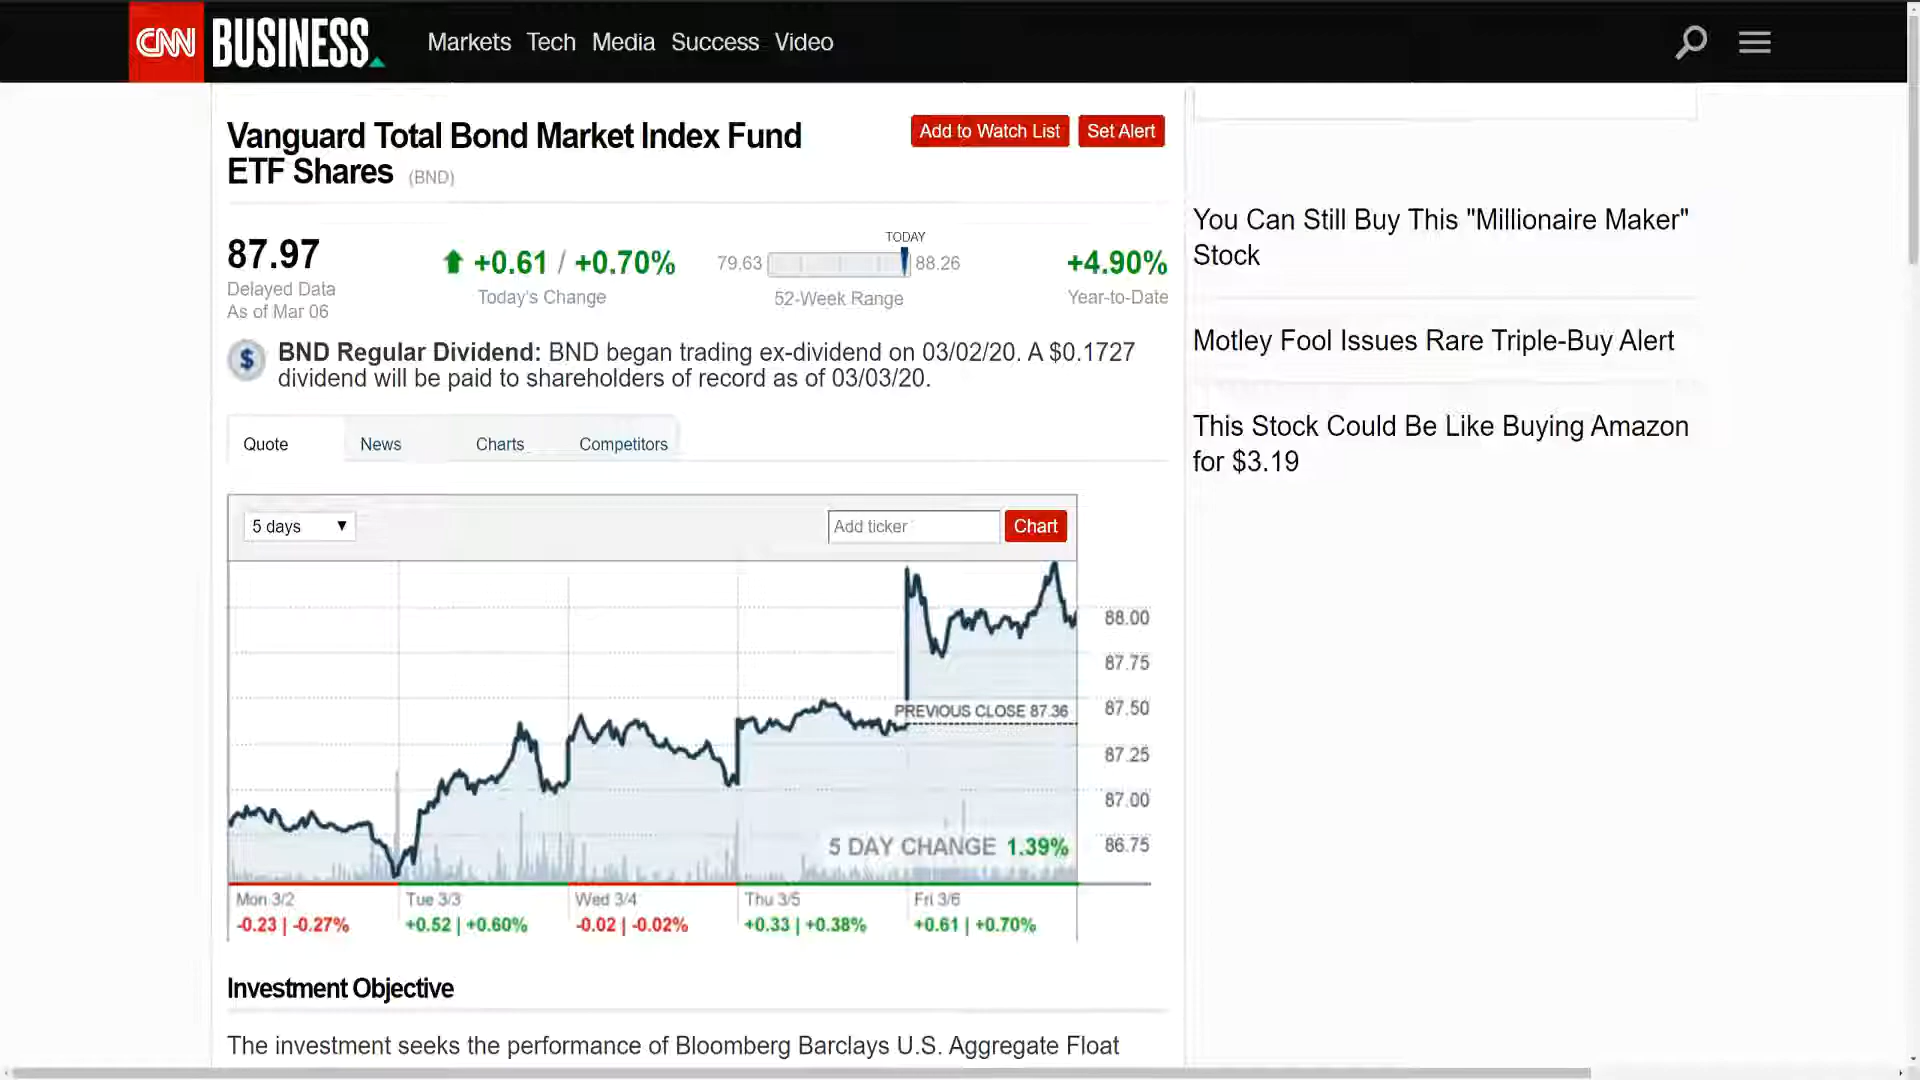 CNN BUSINESS Markets Tech Media Success Video
Vanguard Total Bond Market Index Fund
ETF Shares (BND)
Add to Watch List Set Alert
87.97
Delayed Data
As of Mar 06
+0.61 / +0.70%
Today's Change
TODAY
79.63 88.26
52-Week Range
+4.90%
Year-to-Date
$ BND Regular Dividend: BND began trading ex-dividend on 03/02/20. A $0.1727
dividend will be paid to shareholders of record as of 03/03/20.
Quote News Charts Competitors
5 days Add ticker Chart
88.00
87.75
PREVIOUS CLOSE 87.36 87.50
87.25
87.00
5 DAY CHANGE 1.39% 86.75
Mon 3/2 Tue 3/3 Wed 3/4 Thu 3/5 Fri 3/6
-0.23 | -0.27% +0.52 | +0.60% -0.02 | -0.02% +0.33 | +0.38% +0.61 | +0.70%
Investment Objective
The investment seeks the performance of Bloomberg Barclays U.S. Aggregate Float
You Can Still Buy This "Millionaire Maker"
Stock
Motley Fool Issues Rare Triple-Buy Alert
This Stock Could Be Like Buying Amazon
for $3.19